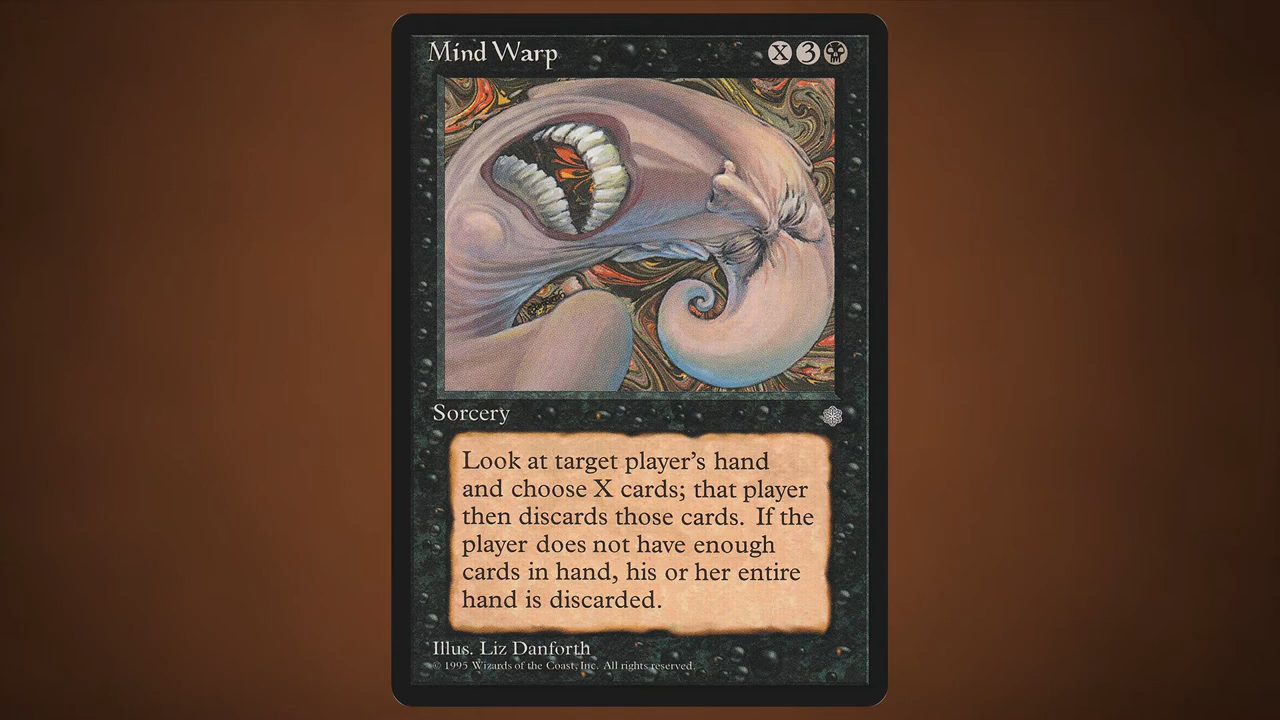 Mind Warp X 3
Sorcery
Look at target player's hand
and choose X cards; that player
then discards those cards. If the
player does not have enough
cards in hand, his or her entire
hand is discarded.
Illus. Liz Danforth
© 1995 Wizards of the Coast, Inc. All rights reserved.